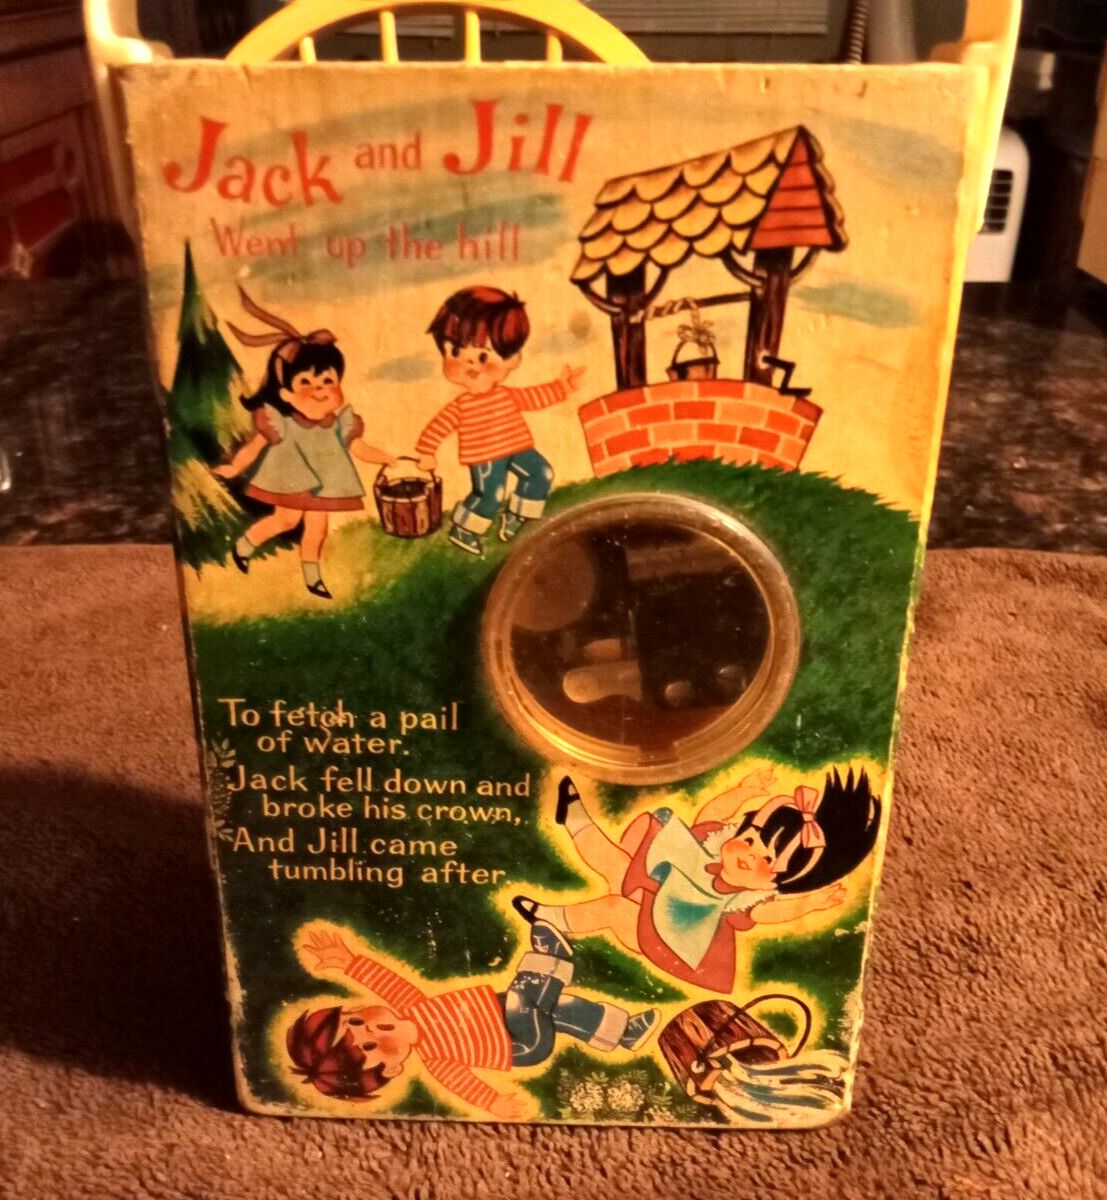 Jack and Jill
Went up the hill
To fetch a pail
of water.
Jack fell down and
broke his crown,
And Jill came
tumbling after.